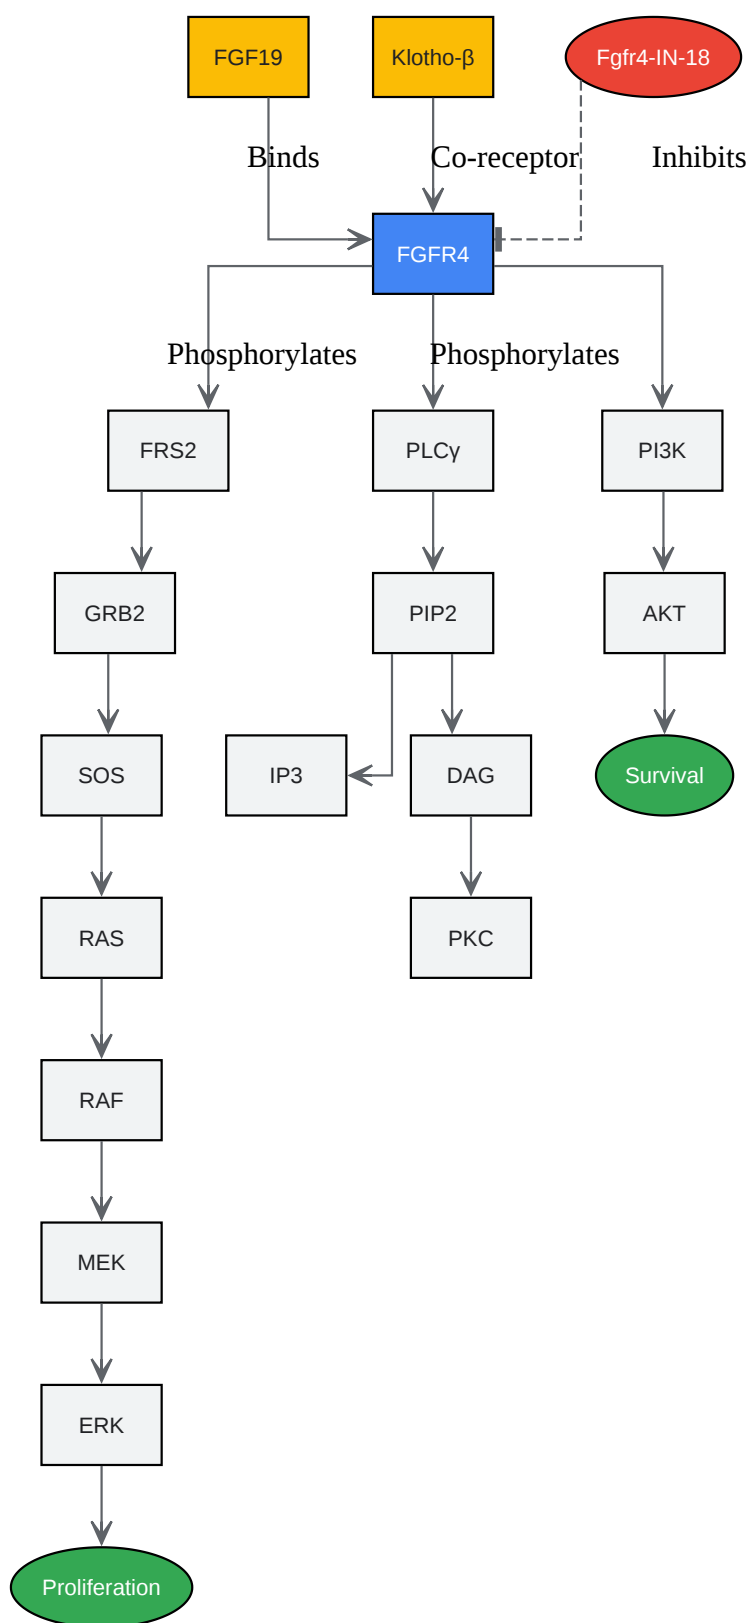 FGF19
Klotho-β
Fgfr4-IN-18
Binds
Co-receptor
Inhibits
FGFR4
Phosphorylates
Phosphorylates
FRS2
PLCγ
PI3K
GRB2
PIP2
AKT
SOS
IP3
DAG
Survival
RAS
PKC
RAF
MEK
ERK
Proliferation